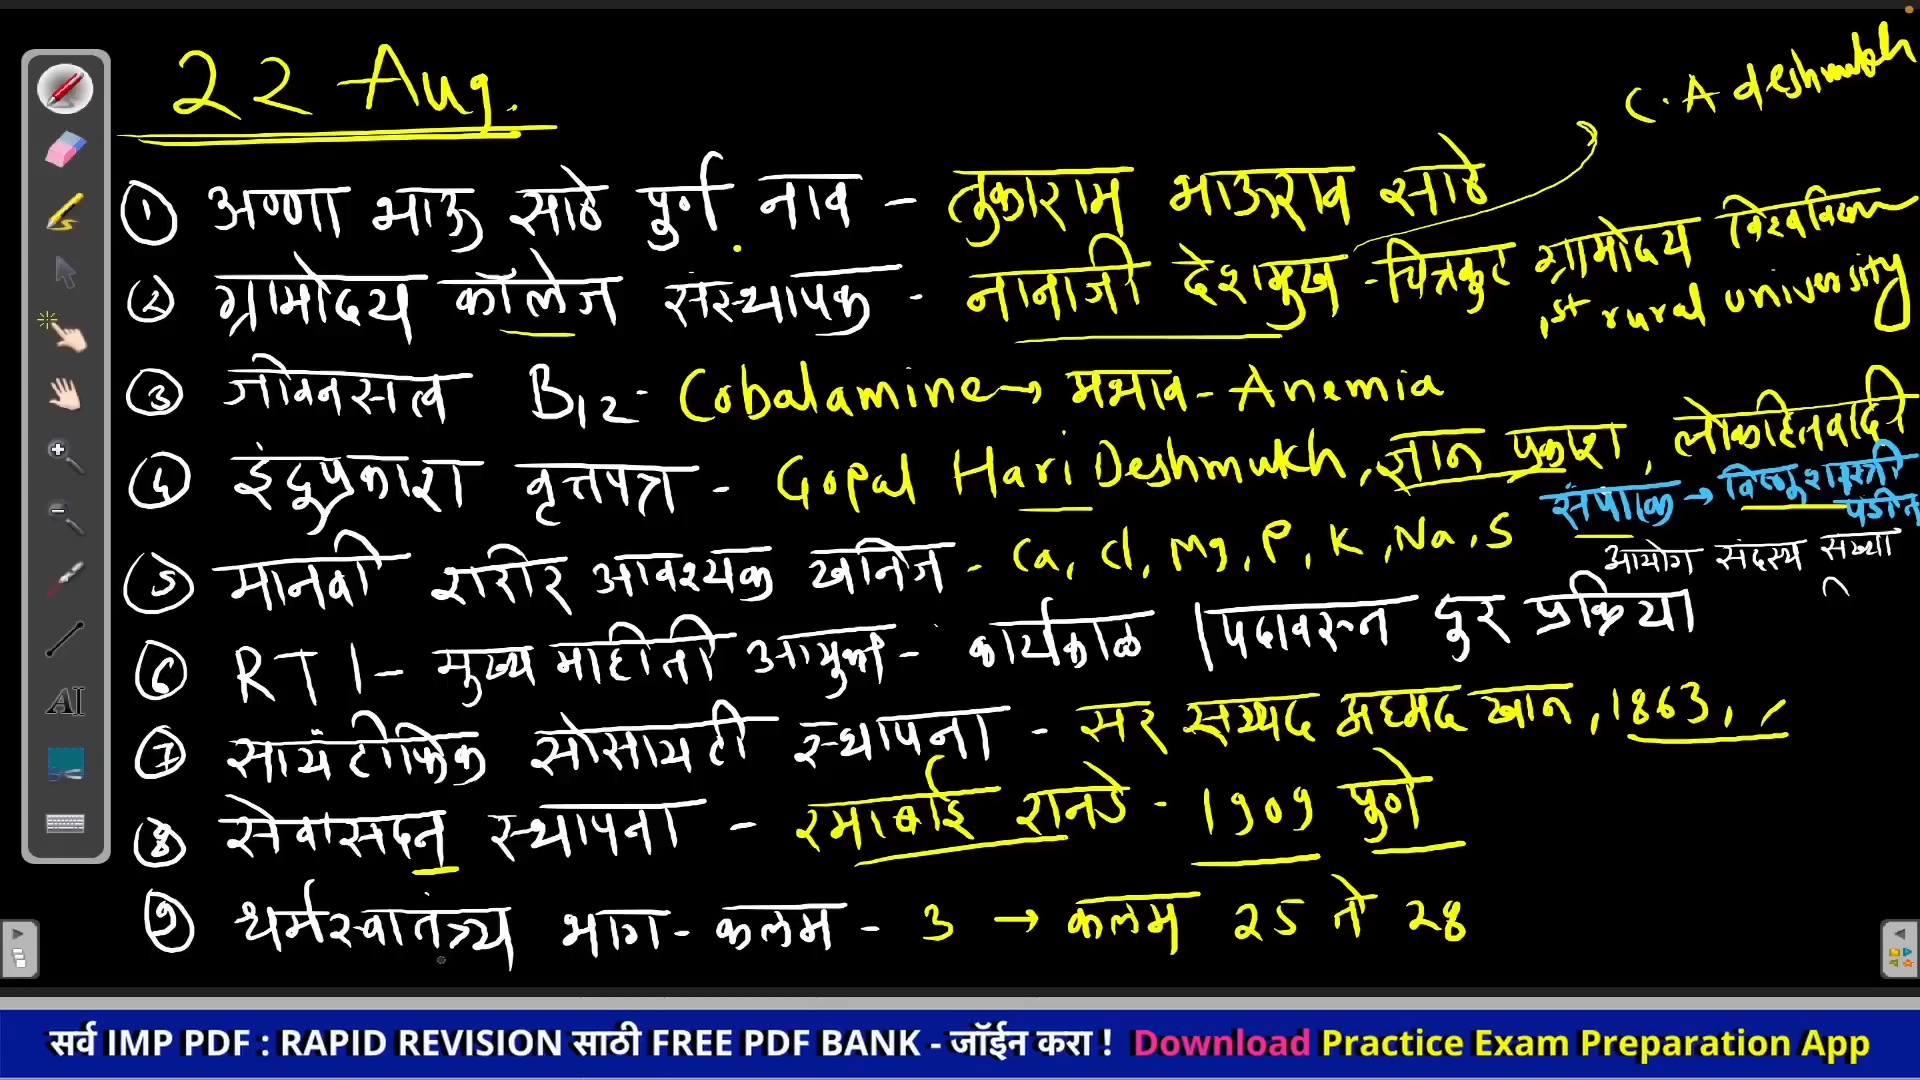 22 Aug.
C. A deshmukh
① अण्णा भाऊ साठे पुर्ण नाव - तुकाराम भाऊराव साठे
② ग्रामोदय कॉलेज संस्थापक - नानाजी देशमुख - चित्रकुट ग्रामोदय
1st rural university
③ जीवनसत्व B12 - Cobalamine → अभाव - Anemia
④ इंदुप्रकाश वृत्तपत्र - Gopal Hari Deshmukh, ज्ञान प्रकाश, लोकहितवादी
संपादक → विष्णुशास्त्री पंडीत
⑤ मानवी शरीर आवश्यक खनिज - Ca, Cl, Mg, P, K, Na, S
आयोग सदस्य संख्या
⑥ RTI - मुख्य माहीती आयुक्त - कार्यकाळ | पदावरून दुर प्रक्रिया
⑦ सायंटीफिक सोसायटी स्थापना - सर सय्यद अहमद खान, 1863,
⑧ सेवासदन स्थापना - रमाबाई रानडे - 1909 पुणे
⑨ धर्मस्वातंत्र्य भाग - कलम - 3 → कलम 25 ते 28
सर्व IMP PDF : RAPID REVISION साठी FREE PDF BANK - जॉईन करा ! Download Practice Exam Preparation App